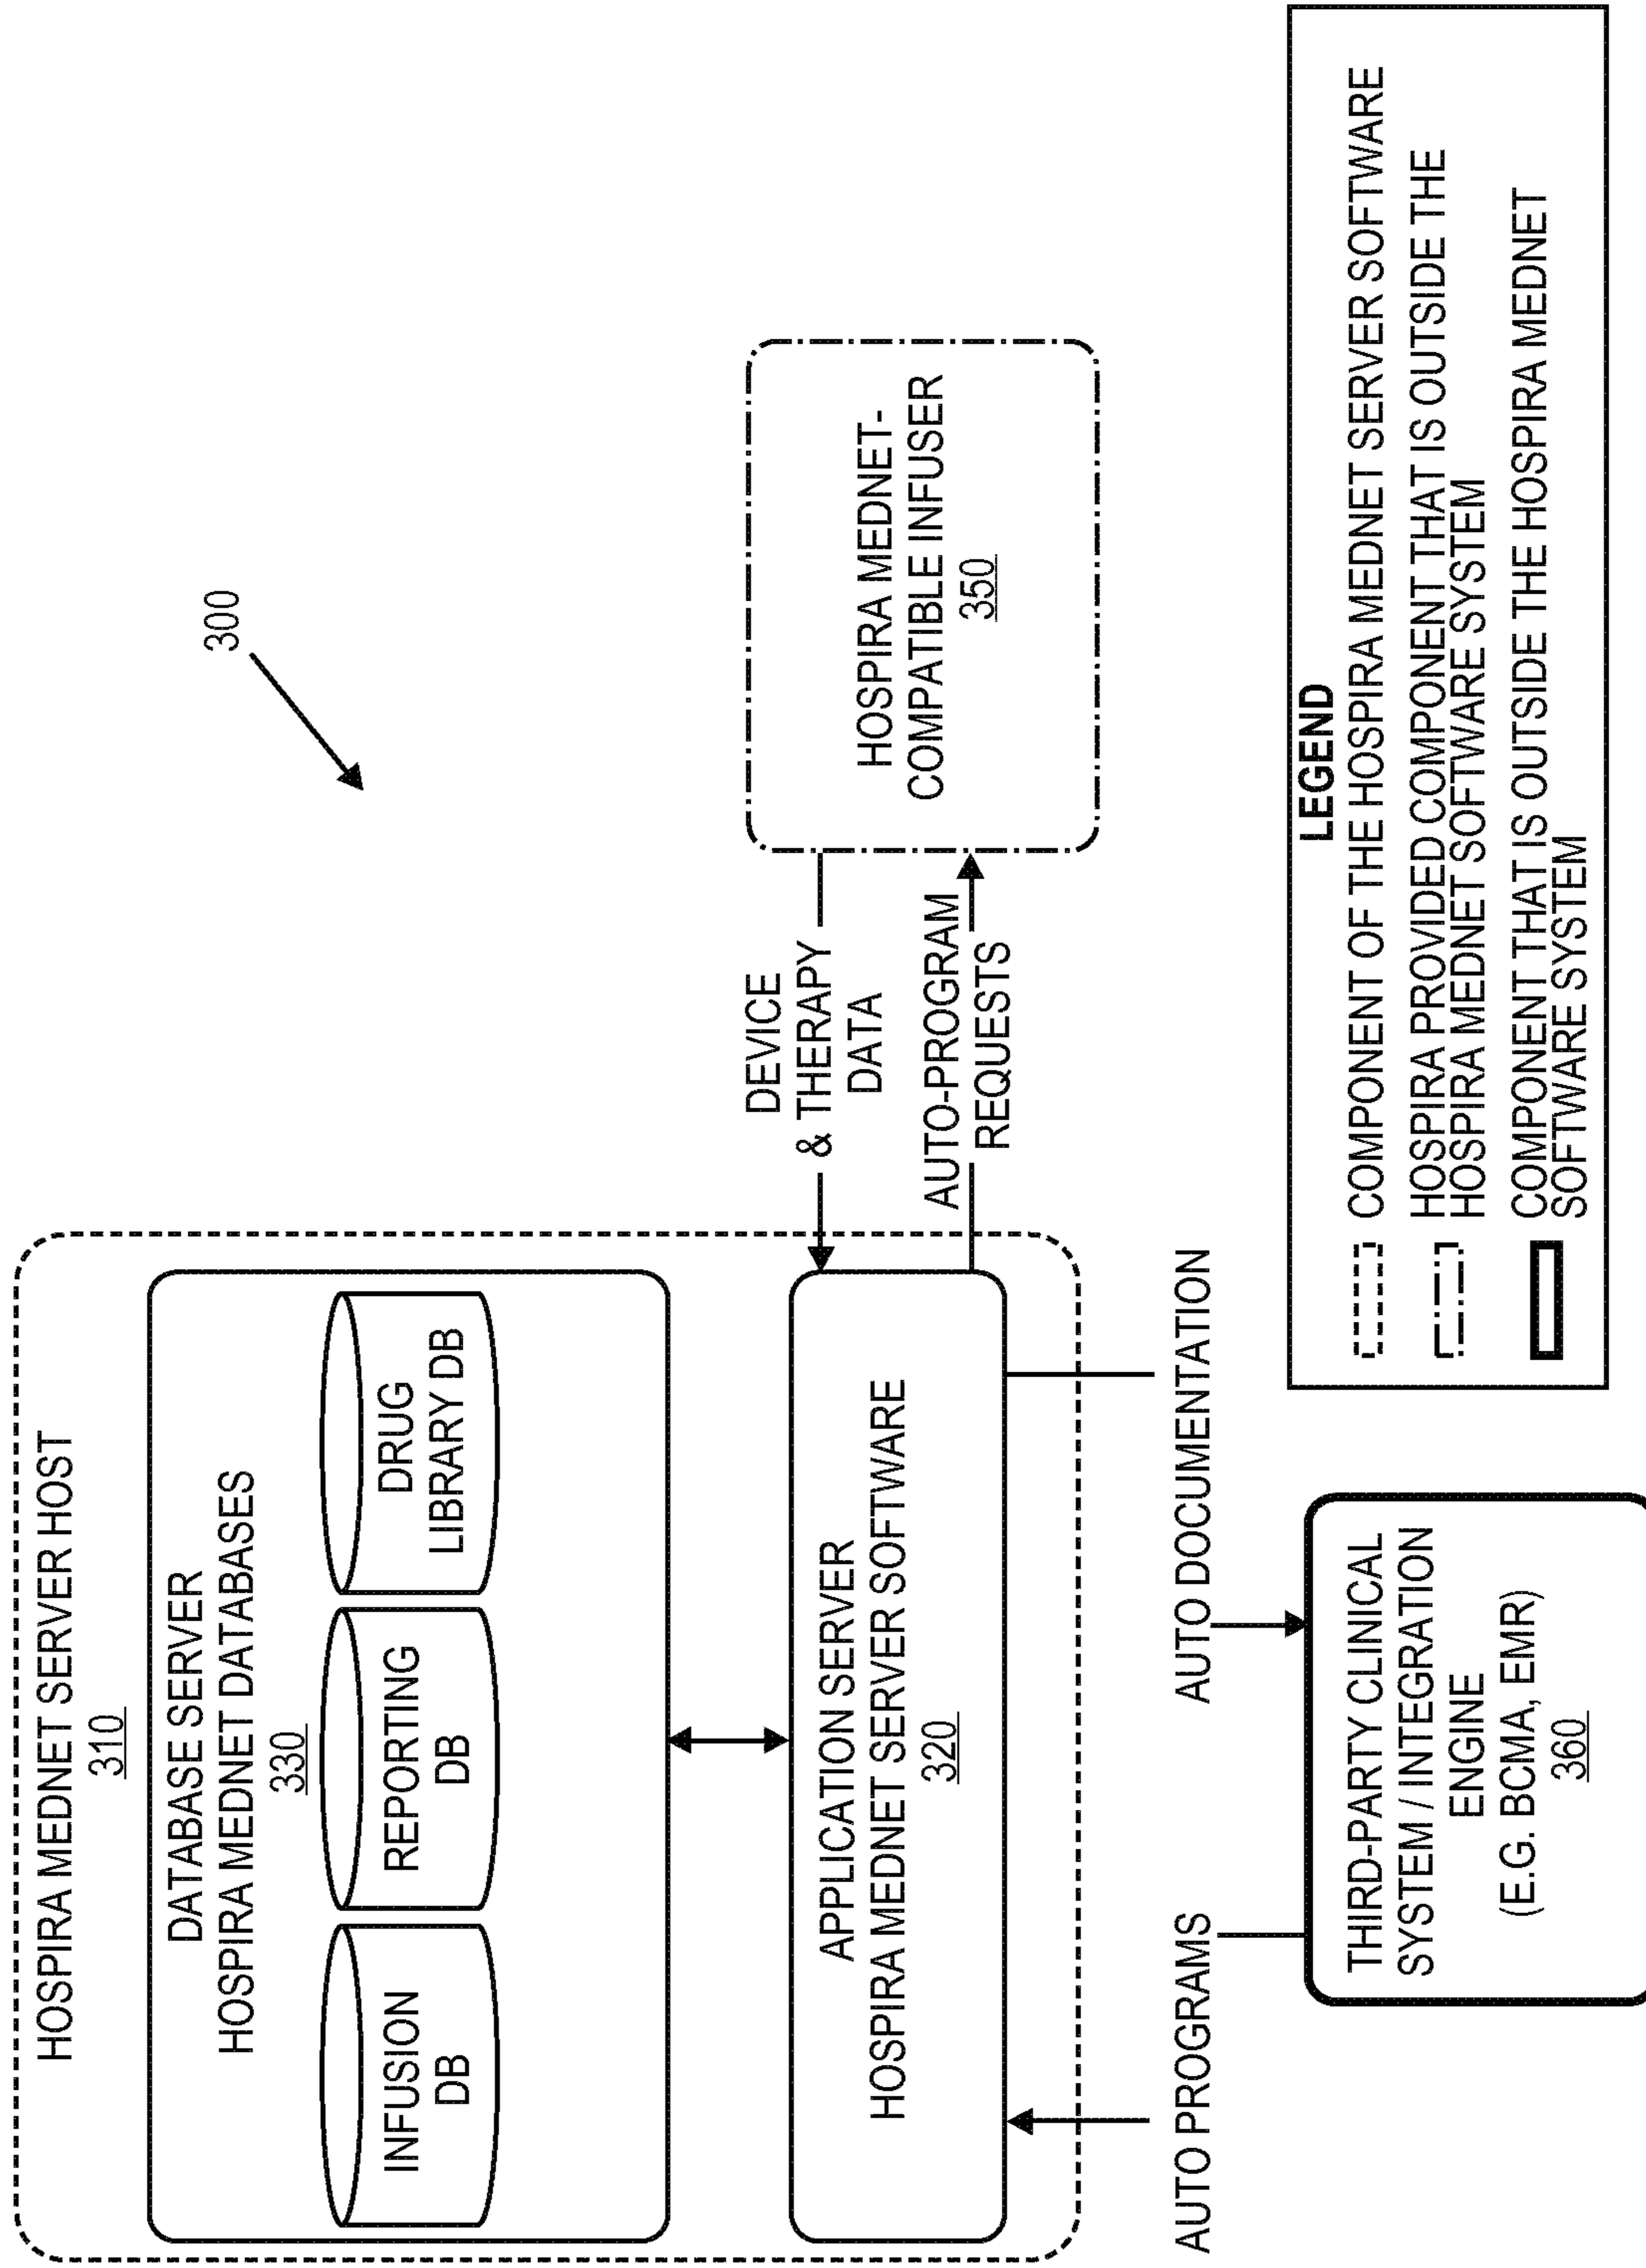 300
HOSPIRA MEDNET SERVER HOST
310
DATABASE SERVER
HOSPIRA MEDNET DATABASES
330
INFUSION
DB
REPORTING
DB
DRUG
LIBRARY DB
APPLICATION SERVER
HOSPIRA MEDNET SERVER SOFTWARE
320
DEVICE
& THERAPY
DATA
AUTO-PROGRAM
REQUESTS
HOSPIRA MEDNET-
COMPATIBLE INFUSER
350
AUTO PROGRAMS
AUTO DOCUMENTATION
THIRD-PARTY CLINICAL
SYSTEM / INTEGRATION
ENGINE
(E.G. BCMA, EMR)
360
LEGEND
COMPONENT OF THE HOSPIRA MEDNET SERVER SOFTWARE
HOSPIRA PROVIDED COMPONENT THAT IS OUTSIDE THE
HOSPIRA MEDNET SOFTWARE SYSTEM
COMPONENT THAT IS OUTSIDE THE HOSPIRA MEDNET
SOFTWARE SYSTEM